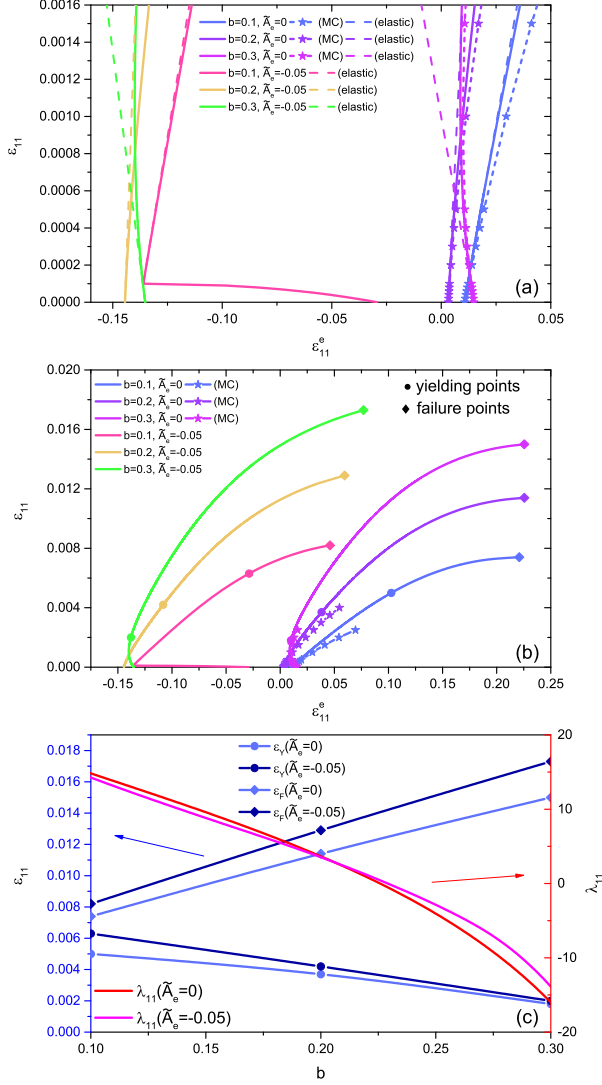 0.0016
0.0014
0.0012
0.0010
0.0008
0.0006
0.0004
0.0002
0.0000
ε11
b=0.1, Ãe=0 (MC) (elastic)
b=0.2, Ãe=0 (MC) (elastic)
b=0.3, Ãe=0 (MC) (elastic)
b=0.1, Ãe=-0.05 (elastic)
b=0.2, Ãe=-0.05 (elastic)
b=0.3, Ãe=-0.05 (elastic)
(a)
-0.15 -0.10 -0.05 0.00 0.05
ε11^e
0.020
0.016
0.012
0.008
0.004
0.000
ε11
b=0.1, Ãe=0 (MC)
b=0.2, Ãe=0 (MC)
b=0.3, Ãe=0 (MC)
b=0.1, Ãe=-0.05
b=0.2, Ãe=-0.05
b=0.3, Ãe=-0.05
yielding points
failure points
(b)
-0.15 -0.10 -0.05 0.00 0.05 0.10 0.15 0.20 0.25
ε11^e
0.018
0.016
0.014
0.012
0.010
0.008
0.006
0.004
0.002
0.000
ε11
εY(Ãe=0)
εY(Ãe=-0.05)
εF(Ãe=0)
εF(Ãe=-0.05)
20
10
0
-10
-20
λ11
λ11(Ãe=0)
λ11(Ãe=-0.05)
(c)
0.10 0.15 0.20 0.25 0.30
b